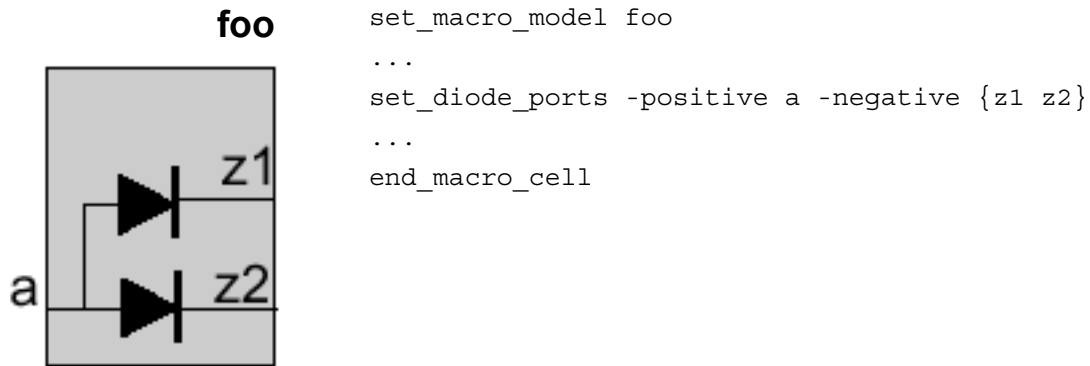 foo
set_macro_model foo
...
set_diode_ports -positive a -negative {z1 z2}
...
end_macro_cell
z1
a
z2